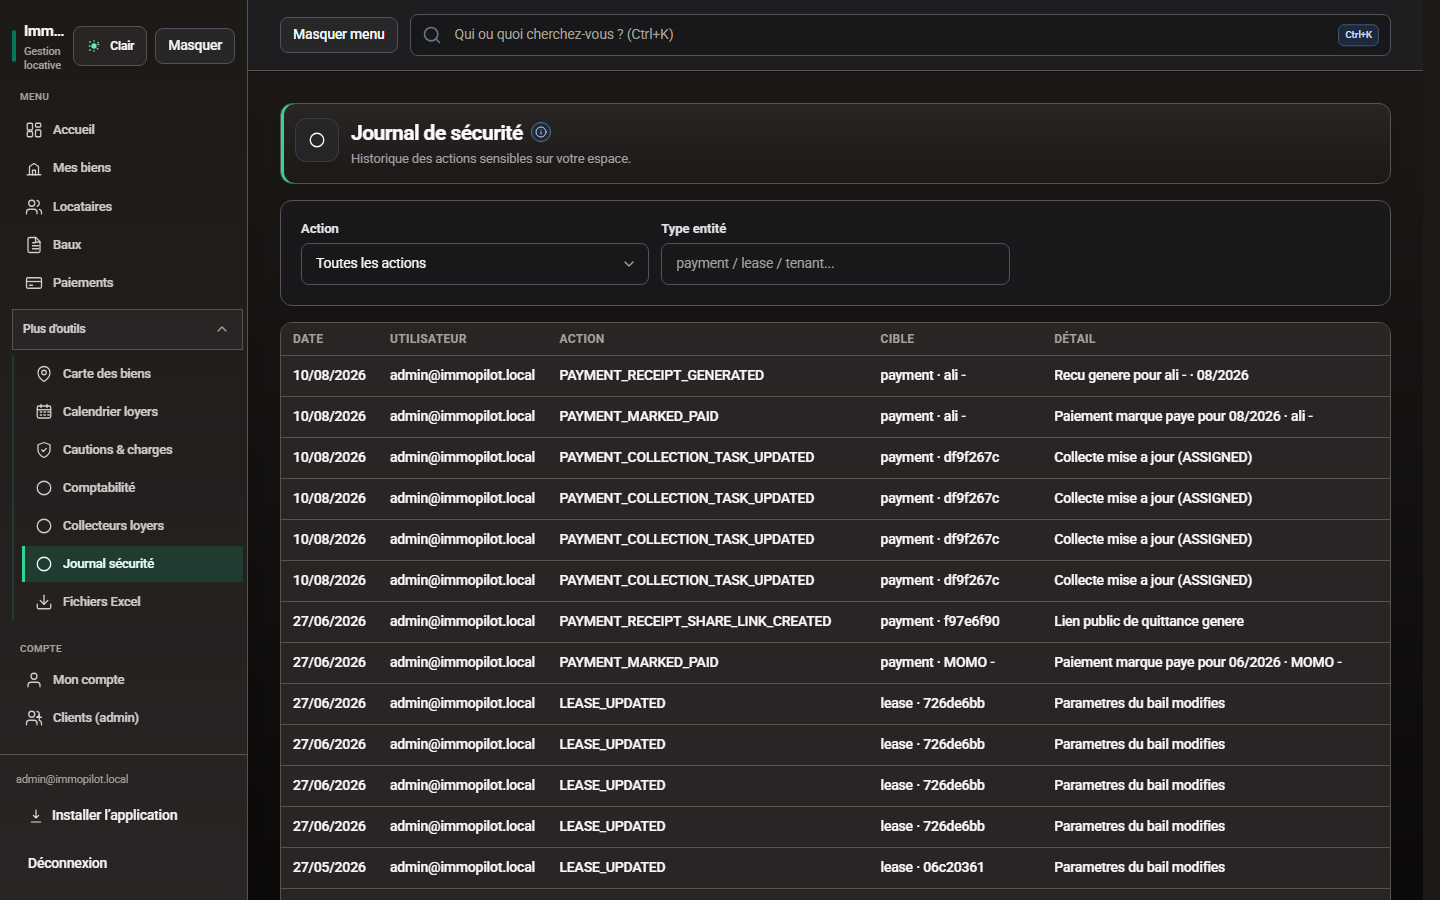 Imm...
Gestion
locative
Clair
Masquer
MENU
Accueil
Mes biens
Locataires
Baux
Paiements
Plus d'outils
Carte des biens
Calendrier loyers
Cautions & charges
Comptabilité
Collecteurs loyers
Journal sécurité
Fichiers Excel
COMPTE
Mon compte
Clients (admin)
admin@immopilot.local
Installer l'application
Déconnexion
Masquer menu
Qui ou quoi cherchez-vous ? (Ctrl+K)
Ctrl+K
Journal de sécurité
Historique des actions sensibles sur votre espace.
Action
Type entité
Toutes les actions
payment / lease / tenant...
DATE UTILISATEUR ACTION CIBLE DÉTAIL
10/08/2026 admin@immopilot.local PAYMENT_RECEIPT_GENERATED payment · ali - Recu genere pour ali - · 08/2026
10/08/2026 admin@immopilot.local PAYMENT_MARKED_PAID payment · ali - Paiement marque paye pour 08/2026 · ali -
10/08/2026 admin@immopilot.local PAYMENT_COLLECTION_TASK_UPDATED payment · df9f267c Collecte mise a jour (ASSIGNED)
10/08/2026 admin@immopilot.local PAYMENT_COLLECTION_TASK_UPDATED payment · df9f267c Collecte mise a jour (ASSIGNED)
10/08/2026 admin@immopilot.local PAYMENT_COLLECTION_TASK_UPDATED payment · df9f267c Collecte mise a jour (ASSIGNED)
10/08/2026 admin@immopilot.local PAYMENT_COLLECTION_TASK_UPDATED payment · df9f267c Collecte mise a jour (ASSIGNED)
27/06/2026 admin@immopilot.local PAYMENT_RECEIPT_SHARE_LINK_CREATED payment · f97e6f90 Lien public de quittance genere
27/06/2026 admin@immopilot.local PAYMENT_MARKED_PAID payment · MOMO - Paiement marque paye pour 06/2026 · MOMO -
27/06/2026 admin@immopilot.local LEASE_UPDATED lease · 726de6bb Parametres du bail modifies
27/06/2026 admin@immopilot.local LEASE_UPDATED lease · 726de6bb Parametres du bail modifies
27/06/2026 admin@immopilot.local LEASE_UPDATED lease · 726de6bb Parametres du bail modifies
27/06/2026 admin@immopilot.local LEASE_UPDATED lease · 726de6bb Parametres du bail modifies
27/05/2026 admin@immopilot.local LEASE_UPDATED lease · 06c20361 Parametres du bail modifies